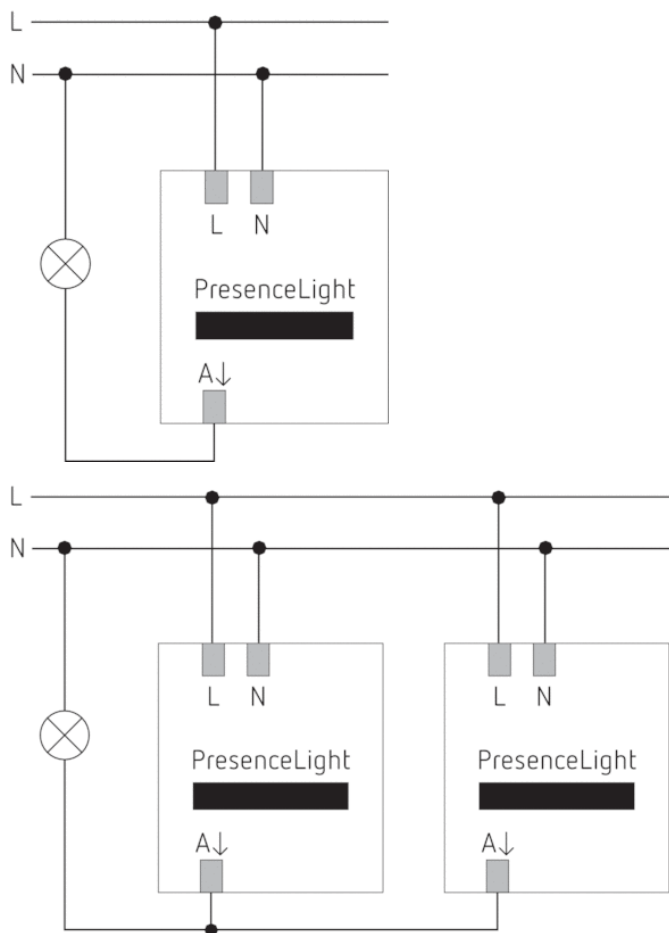 L
N
L N
PresenceLight
A↓
L
N
L N L N
PresenceLight PresenceLight
A↓ A↓